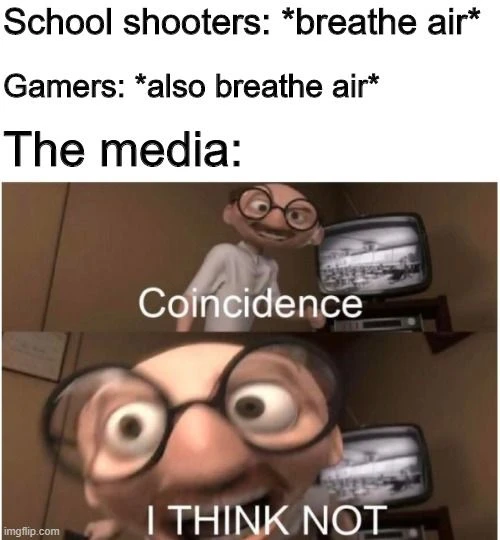 School shooters: *breathe air*
Gamers: *also breathe air*
The media:
Coincidence
I THINK NOT
imgflip.com